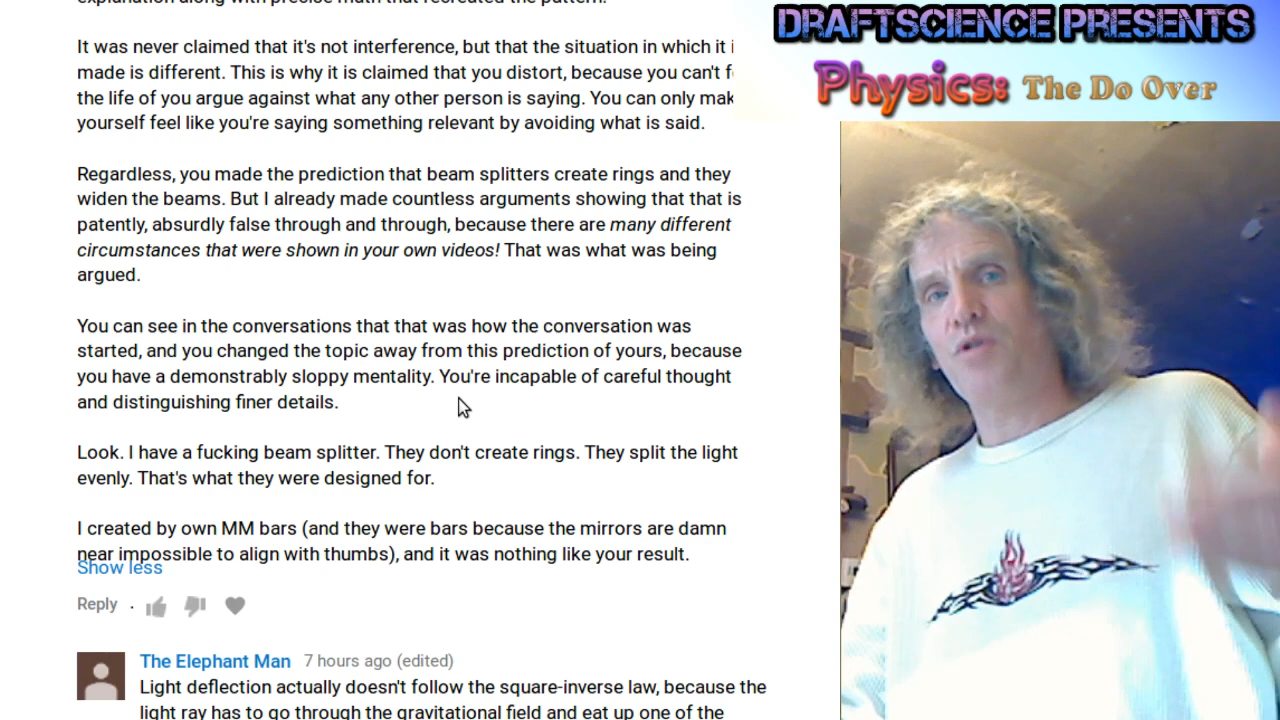 explanation along with precise math that recreated the pattern.
DRAFTSCIENCE PRESENTS
Physics: The Do Over
It was never claimed that it's not interference, but that the situation in which it i
made is different. This is why it is claimed that you distort, because you can't f
the life of you argue against what any other person is saying. You can only mak
yourself feel like you're saying something relevant by avoiding what is said.
Regardless, you made the prediction that beam splitters create rings and they
widen the beams. But I already made countless arguments showing that that is
patently, absurdly false through and through, because there are many different
circumstances that were shown in your own videos! That was what was being
argued.
You can see in the conversations that that was how the conversation was
started, and you changed the topic away from this prediction of yours, because
you have a demonstrably sloppy mentality. You're incapable of careful thought
and distinguishing finer details.
Look. I have a fucking beam splitter. They don't create rings. They split the light
evenly. That's what they were designed for.
I created by own MM bars (and they were bars because the mirrors are damn
near impossible to align with thumbs), and it was nothing like your result.
Show less
Reply .
The Elephant Man 7 hours ago (edited)
Light deflection actually doesn't follow the square-inverse law, because the
light ray has to go through the gravitational field and eat up one of the